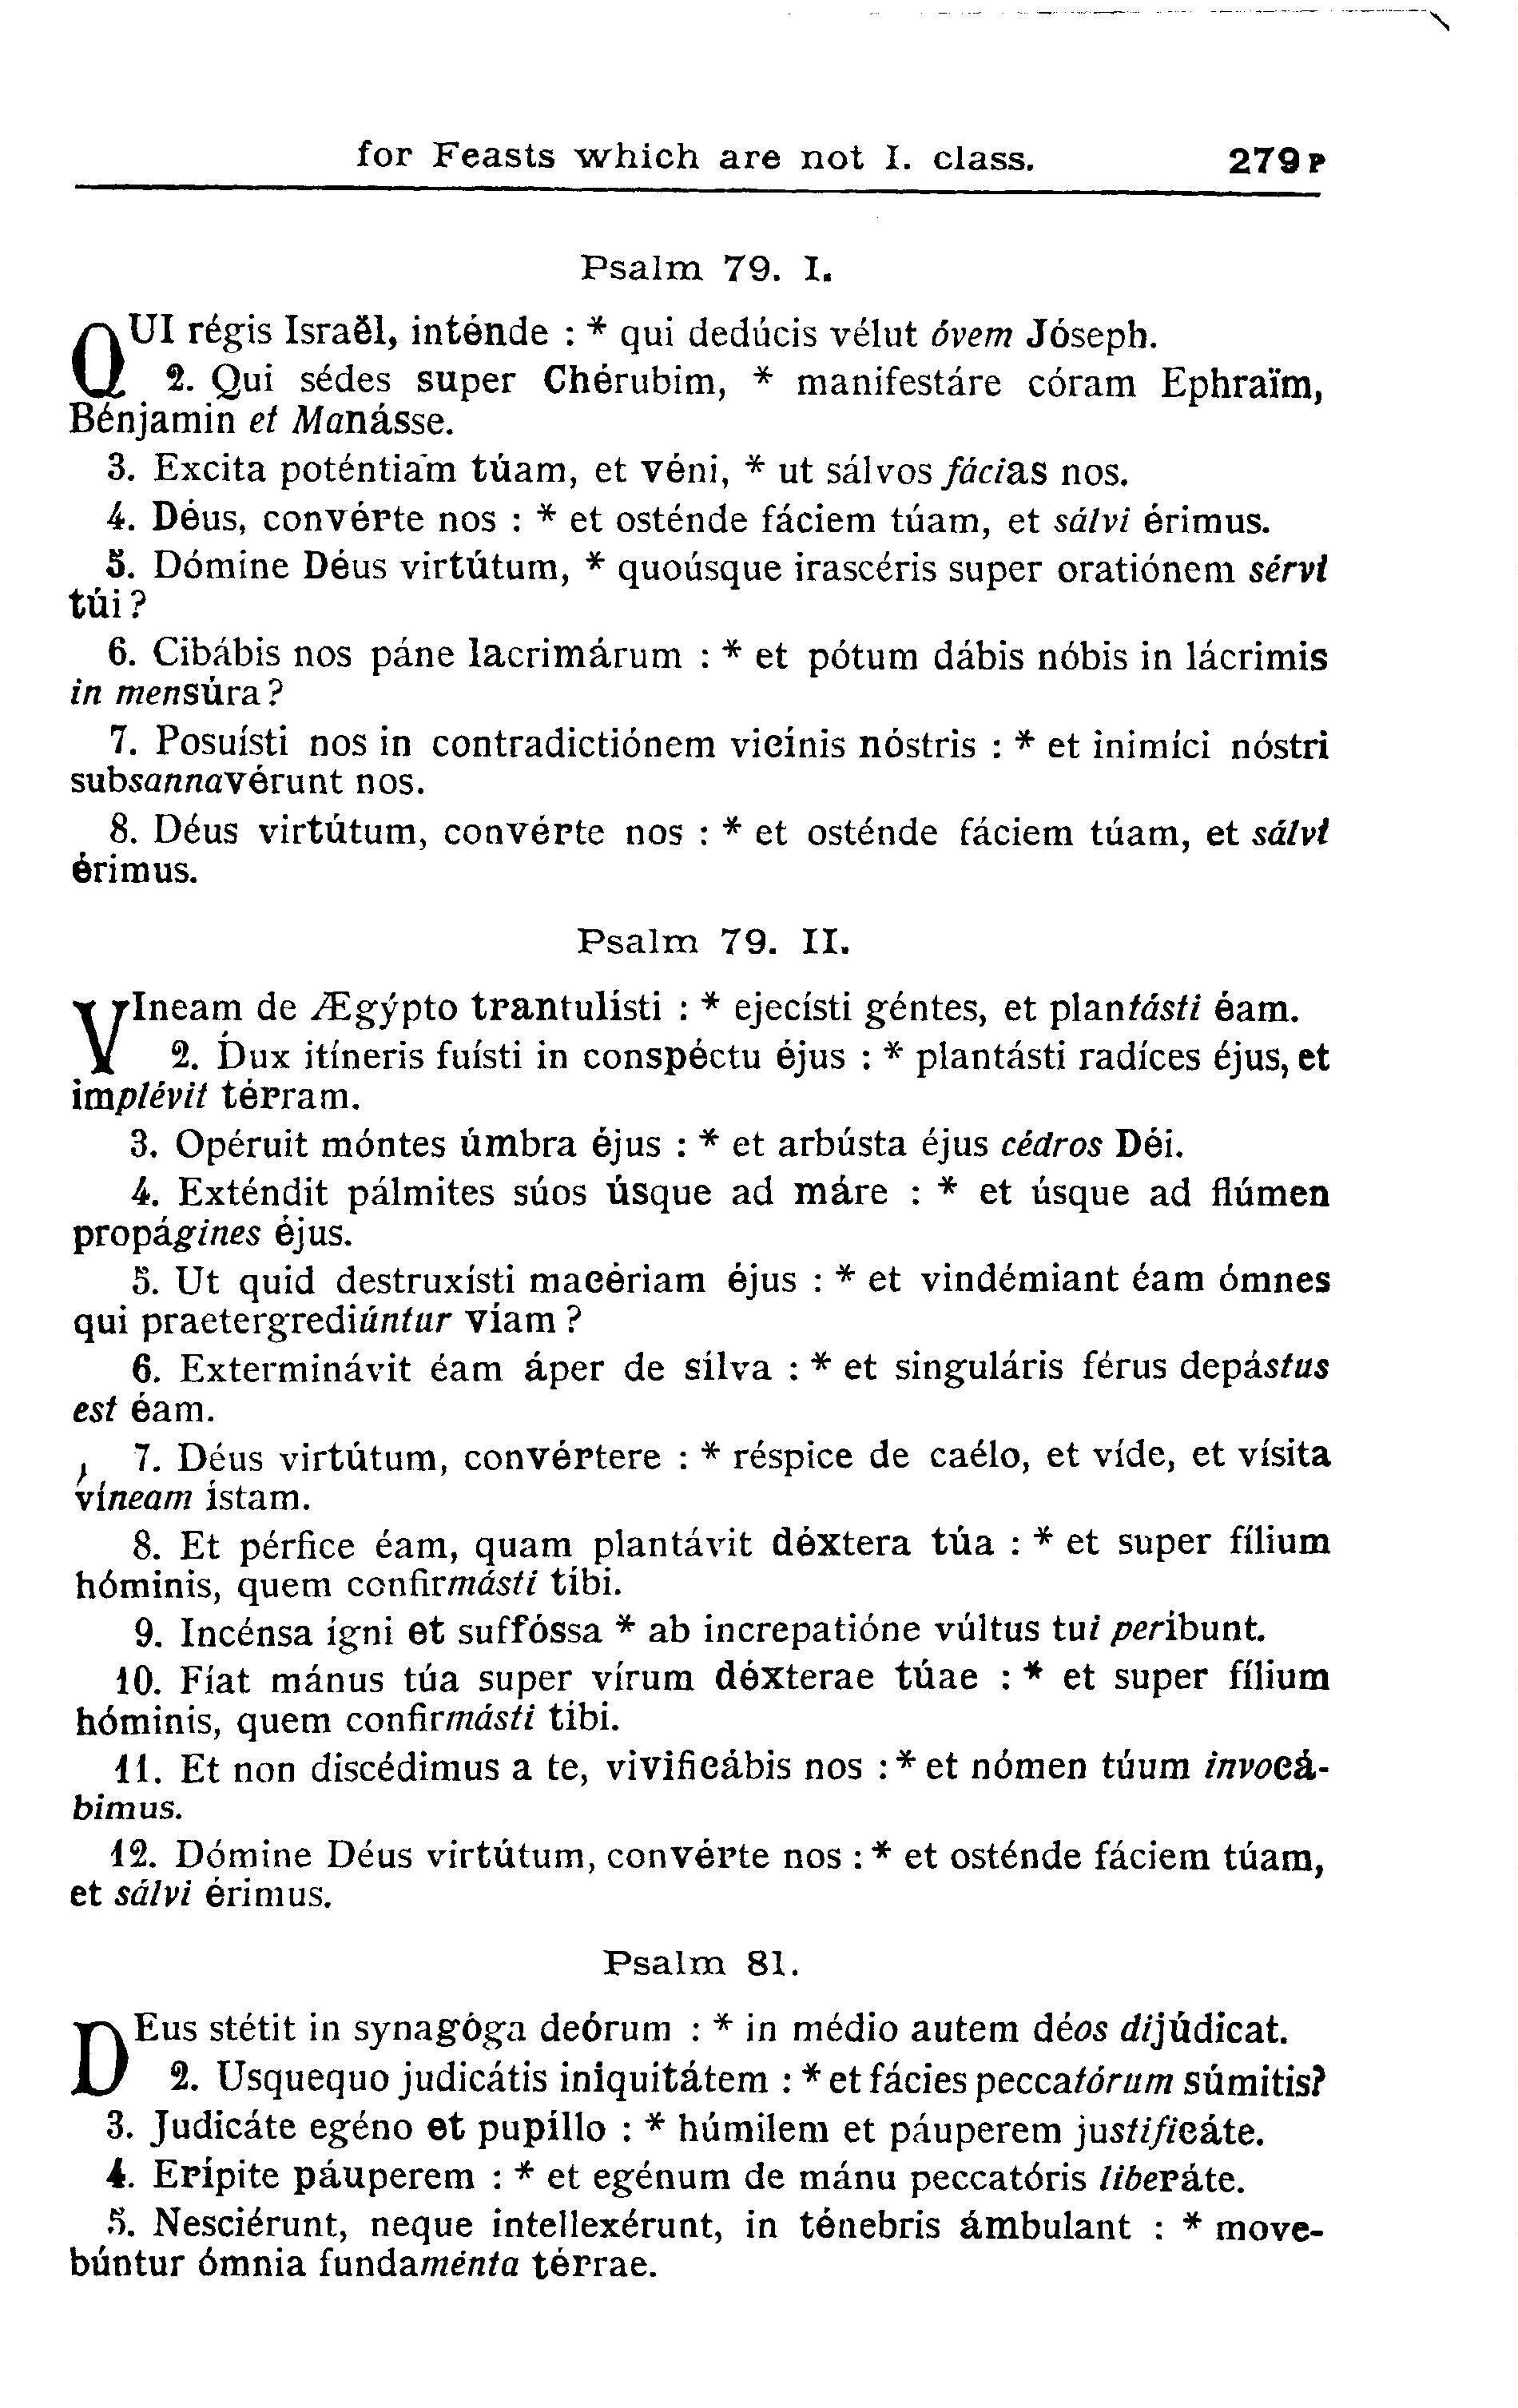 for Feasts which are not I. class. 279P
Psalm 79. I.
QUI régis Israël, inténde : * qui dedúcis vélut óvem Jóseph.
2. Qui sédes super Chérubim, * manifestáre córam Ephraïm,
Bénjamin et Manásse.
3. Excita poténtiam túam, et véni, * ut sálvos fácias nos.
4. Déus, convérte nos : * et osténde fáciem túam, et sálvi érimus.
5. Dómine Déus virtútum, * quoúsque irascéris super oratiónem sérvi
túi ?
6. Cibábis nos páne lacrimárum : * et pótum dábis nóbis in lácrimis
in mensúra ?
7. Posuísti nos in contradictiónem vicínis nóstris : * et inimíci nóstri
subsannavérunt nos.
8. Déus virtútum, convérte nos : * et osténde fáciem túam, et sálvi
érimus.
Psalm 79. II.
VIneam de Ægýpto trantulísti : * ejecísti géntes, et plantásti éam.
2. Dux itíneris fuísti in conspéctu éjus : * plantásti radíces éjus, et
implévit térram.
3. Opéruit móntes úmbra éjus : * et arbústa éjus cédros Déi.
4. Exténdit pálmites súos úsque ad máre : * et úsque ad flúmen
propágines éjus.
5. Ut quid destruxísti macériam éjus : * et vindémiant éam ómnes
qui praetergrediúntur víam ?
6. Exterminávit éam áper de sílva : * et singuláris férus depástus
est éam.
7. Déus virtútum, convértere : * réspice de caélo, et víde, et vísita
víneam ístam.
8. Et pérfice éam, quam plantávit déxtera túa : * et super fílium
hóminis, quem confirmásti tíbi.
9. Incénsa ígni et suffóssa * ab increpatióne vúltus tui períbunt.
10. Fíat mánus túa super vírum déxterae túae : * et super fílium
hóminis, quem confirmásti tíbi.
11. Et non discédimus a te, vivificábis nos : * et nómen túum invocá-
bimus.
12. Dómine Déus virtútum, convérte nos : * et osténde fáciem túam,
et sálvi érimus.
Psalm 81.
DEus stétit in synagóga deórum : * in médio autem déos dijúdicat.
2. Usquequo judicátis iniquitátem : * et fácies peccatórum súmitis?
3. Judicáte egéno et pupíllo : * húmilem et páuperem justificáte.
4. Erípite páuperem : * et egénum de mánu peccatóris liberáte.
5. Nesciérunt, neque intellexérunt, in ténebris ámbulant : * move-
búntur ómnia fundaménta térrae.